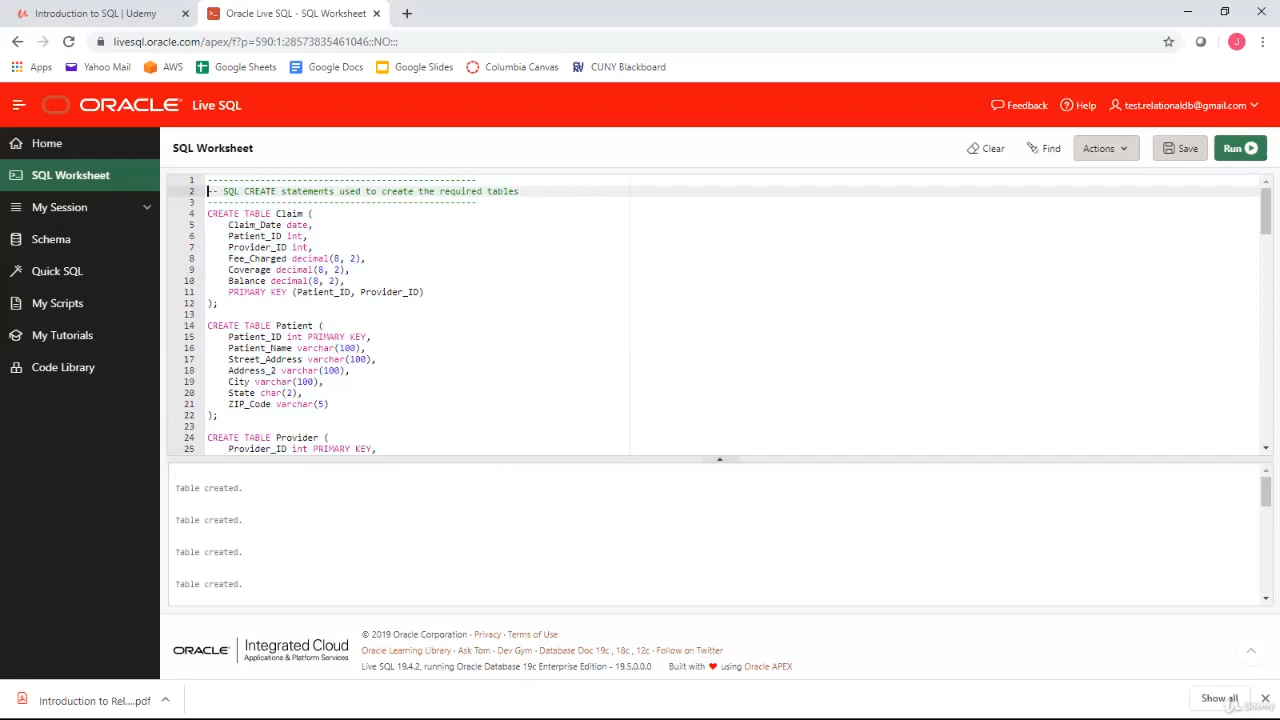 Introduction to SQL | Udemy
Oracle Live SQL - SQL Worksheet
livesql.oracle.com/apex/f?p=590:1:28573835461046::NO:::
J
Apps Yahoo Mail AWS Google Sheets Google Docs Google Slides Columbia Canvas CUNY Blackboard
ORACLE Live SQL
Feedback Help test.relationaldb@gmail.com
Home
SQL Worksheet
My Session
Schema
Quick SQL
My Scripts
My Tutorials
Code Library
SQL Worksheet
Clear Find Actions Save Run
1 ---------------------------------------------------
2 -- SQL CREATE statements used to create the required tables
3 ---------------------------------------------------
4 CREATE TABLE Claim (
5 Claim_Date date,
6 Patient_ID int,
7 Provider_ID int,
8 Fee_Charged decimal(8, 2),
9 Coverage decimal(8, 2),
10 Balance decimal(8, 2),
11 PRIMARY KEY (Patient_ID, Provider_ID)
12 );
13
14 CREATE TABLE Patient (
15 Patient_ID int PRIMARY KEY,
16 Patient_Name varchar(100),
17 Street_Address varchar(100),
18 Address_2 varchar(100),
19 City varchar(100),
20 State char(2),
21 ZIP_Code varchar(5)
22 );
23
24 CREATE TABLE Provider (
25 Provider_ID int PRIMARY KEY,
Table created.
Table created.
Table created.
Table created.
ORACLE Integrated Cloud
Applications & Platform Services
© 2019 Oracle Corporation · Privacy · Terms of Use
Oracle Learning Library · Ask Tom · Dev Gym · Database Doc 19c , 18c , 12c · Follow on Twitter
Live SQL 19.4.2, running Oracle Database 19c Enterprise Edition - 19.5.0.0.0 Built with ❤ using Oracle APEX
Introduction to Rel....pdf
Show all
Udemy